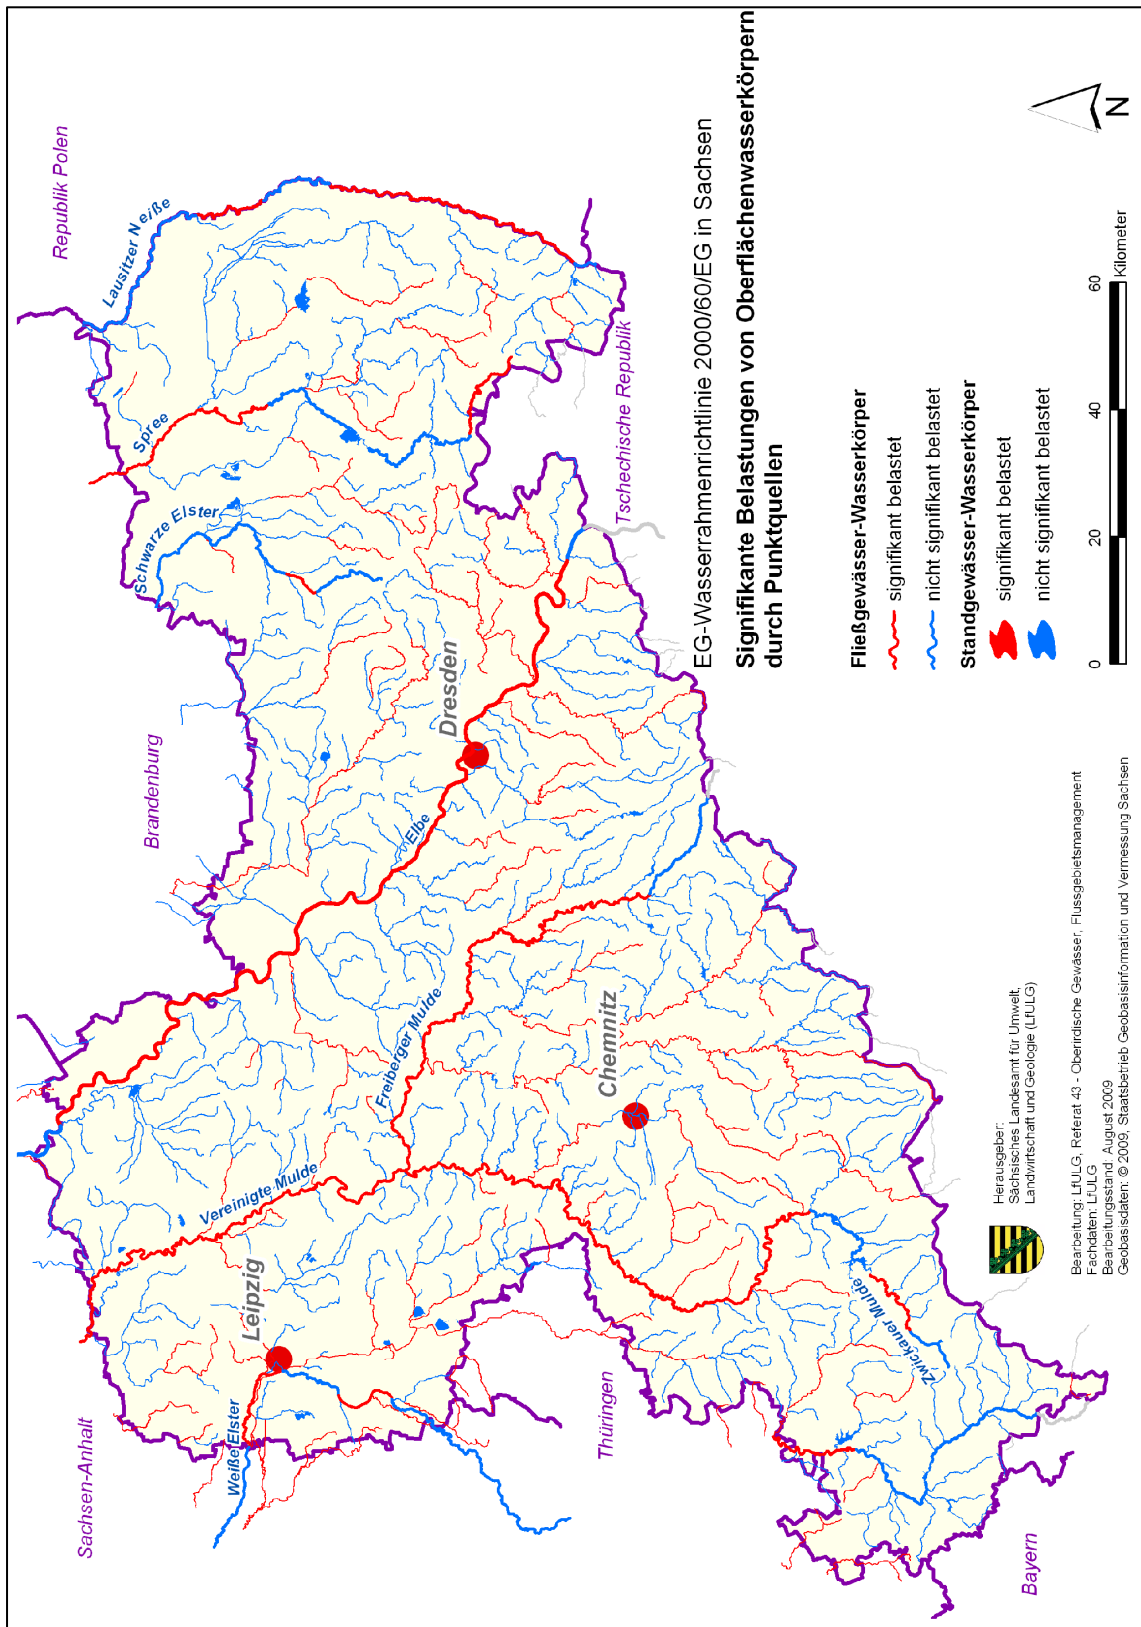 EG-Wasserrahmenrichtlinie 2000/60/EG in Sachsen
Signifikante Belastungen von Oberflächenwasserkörpern
durch Punktquellen
Fließgewässer-Wasserkörper
signifikant belastet
nicht signifikant belastet
Standgewässer-Wasserkörper
signifikant belastet
nicht signifikant belastet
0 20 40 60
Kilometer
N
Sachsen-Anhalt
Brandenburg
Republik Polen
Tschechische Republik
Thüringen
Bayern
Lausitzer Neiße
Spree
Schwarze Elster
Elbe
Freiberger Mulde
Vereinigte Mulde
Weiße Elster
Zwickauer Mulde
Leipzig
Dresden
Chemnitz
Herausgeber:
Sächsisches Landesamt für Umwelt,
Landwirtschaft und Geologie (LfULG)
Bearbeitung: LfULG, Referat 43 - Oberirdische Gewässer, Flussgebietsmanagement
Fachdaten: LfULG
Bearbeitungsstand: August 2009
Geobasisdaten: © 2009, Staatsbetrieb Geobasisinformation und Vermessung Sachsen